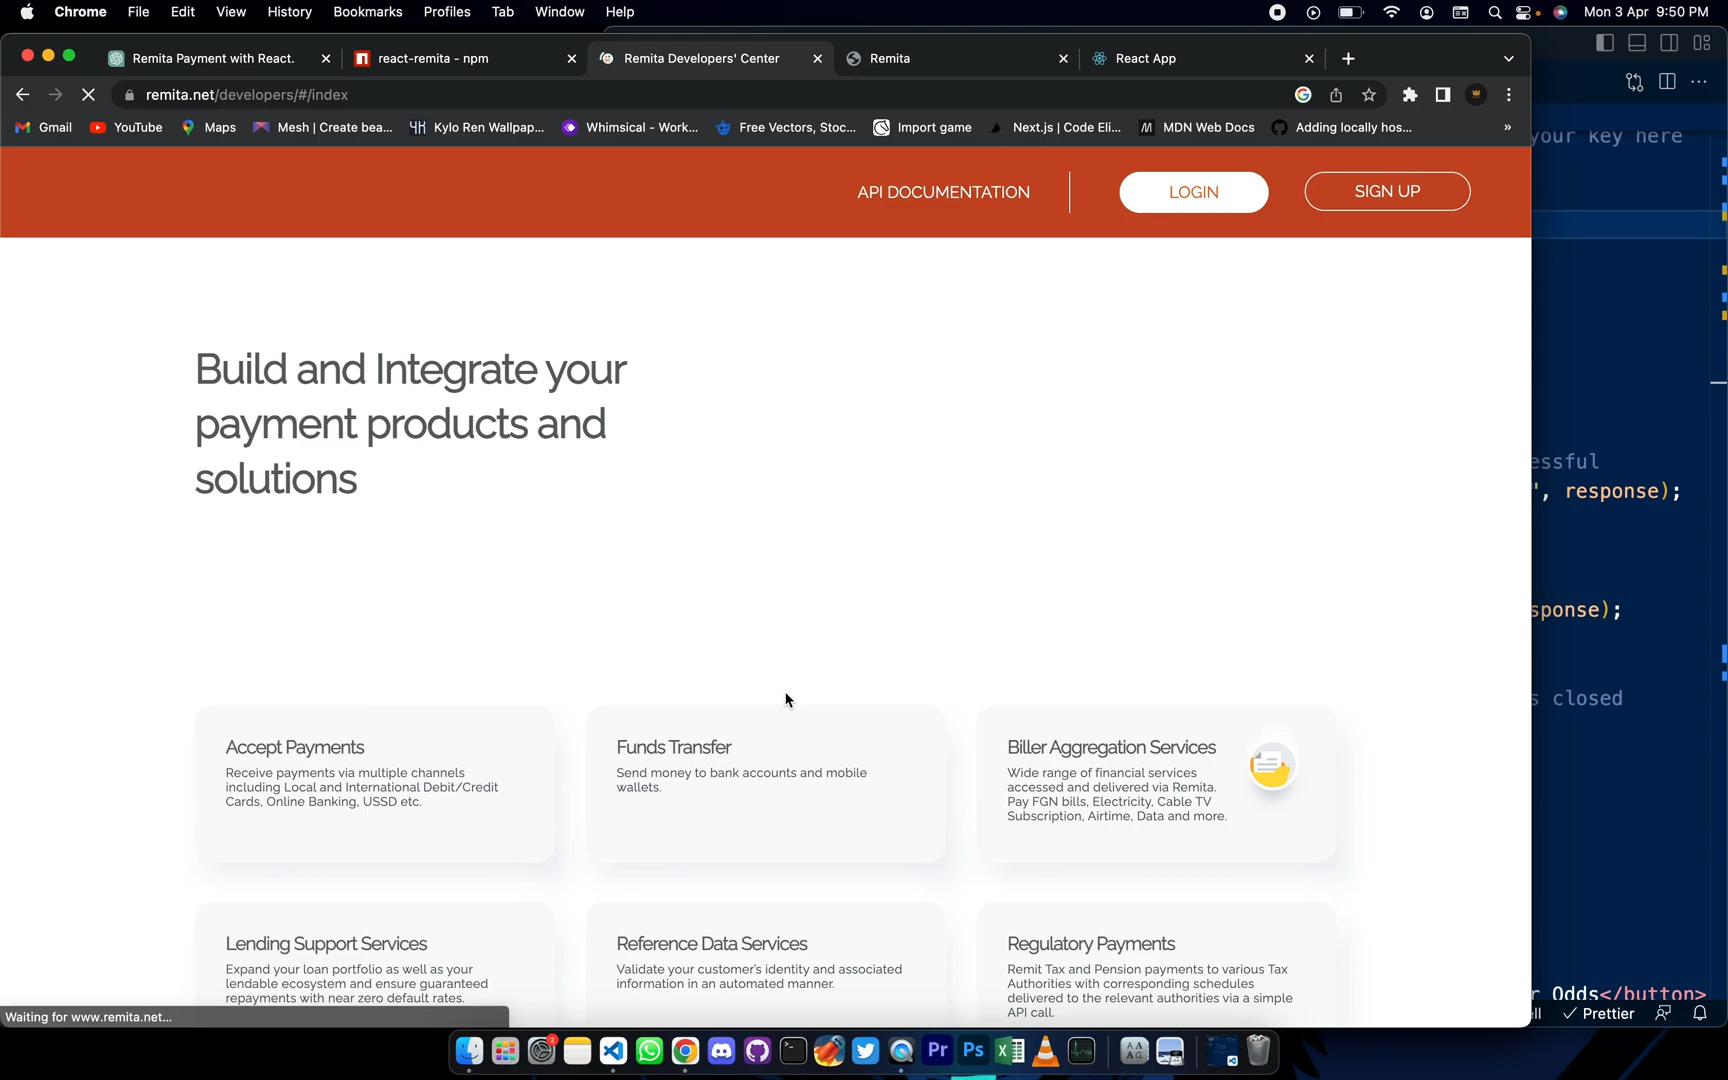 Chrome File Edit View History Bookmarks Profiles Tab Window Help Mon 3 Apr 9:50 PM
Remita Payment with React. react-remita - npm Remita Developers' Center Remita React App
remita.net/developers/#/index
Gmail YouTube Maps Mesh | Create bea... Kylo Ren Wallpap... Whimsical - Work... Free Vectors, Stoc... Import game Next.js | Code Eli... MDN Web Docs Adding locally hos... »
your key here
API DOCUMENTATION LOGIN SIGN UP
Build and Integrate your
payment products and
solutions
essful
", response);
sponse);
s closed
Accept Payments
Receive payments via multiple channels
including Local and International Debit/Credit
Cards, Online Banking, USSD etc.
Funds Transfer
Send money to bank accounts and mobile
wallets.
Biller Aggregation Services
Wide range of financial services
accessed and delivered via Remita.
Pay FGN bills, Electricity, Cable TV
Subscription, Airtime, Data and more.
Lending Support Services
Expand your loan portfolio as well as your
lendable ecosystem and ensure guaranteed
repayments with near zero default rates.
Reference Data Services
Validate your customer's identity and associated
information in an automated manner.
Regulatory Payments
Remit Tax and Pension payments to various Tax
Authorities with corresponding schedules
delivered to the relevant authorities via a simple
API call.
r Odds</button>
ell Prettier
Waiting for www.remita.net...
2
Pr Ps